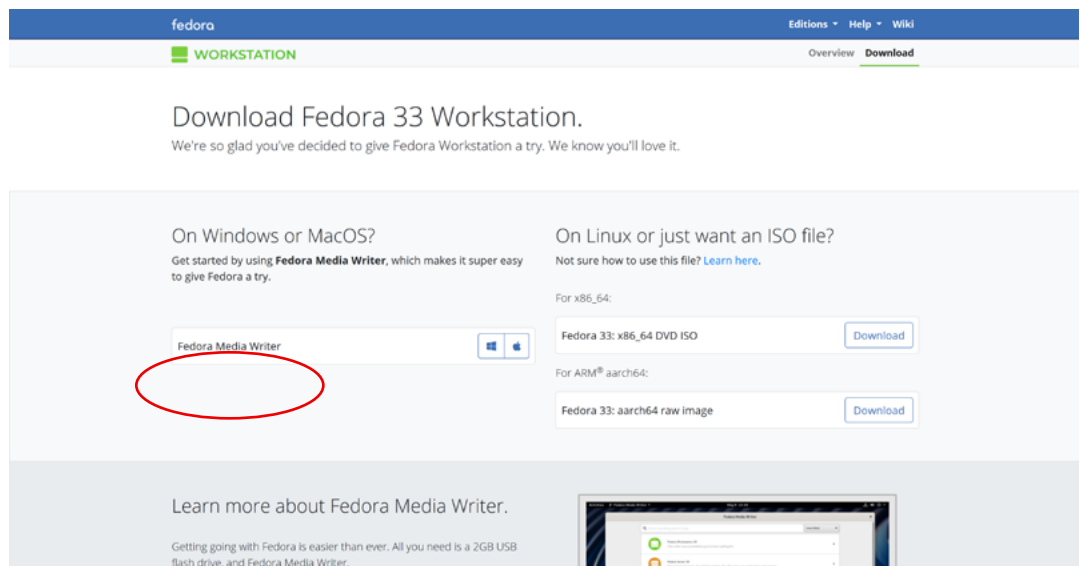 fedora
Editions Help Wiki
WORKSTATION
Overview Download
Download Fedora 33 Workstation.
We're so glad you've decided to give Fedora Workstation a try. We know you'll love it.
On Windows or MacOS?
Get started by using Fedora Media Writer, which makes it super easy
to give Fedora a try.
Fedora Media Writer
On Linux or just want an ISO file?
Not sure how to use this file? Learn here.
For x86_64:
Fedora 33: x86_64 DVD ISO Download
For ARM® aarch64:
Fedora 33: aarch64 raw image Download
Learn more about Fedora Media Writer.
Getting going with Fedora is easier than ever. All you need is a 2GB USB
flash drive, and Fedora Media Writer.
Fedora Media Writer